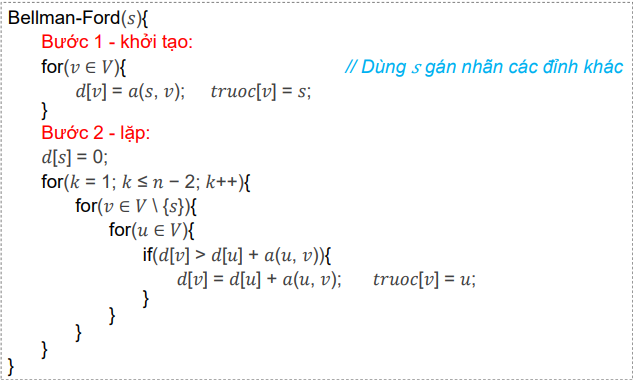 Bellman-Ford(𝑠){
Bước 1 - khởi tạo:
for(𝑣 ∈ 𝑉){ // Dùng 𝑠 gán nhãn các đỉnh khác
𝑑[𝑣] = 𝑎(𝑠, 𝑣); 𝑡𝑟𝑢𝑜𝑐[𝑣] = 𝑠;
}
Bước 2 - lặp:
𝑑[𝑠] = 0;
for(𝑘 = 1; 𝑘 ≤ 𝑛 − 2; 𝑘++){
for(𝑣 ∈ 𝑉 \ {𝑠}){
for(𝑢 ∈ 𝑉){
if(𝑑[𝑣] > 𝑑[𝑢] + 𝑎(𝑢, 𝑣)){
𝑑[𝑣] = 𝑑[𝑢] + 𝑎(𝑢, 𝑣); 𝑡𝑟𝑢𝑜𝑐[𝑣] = 𝑢;
}
}
}
}
}